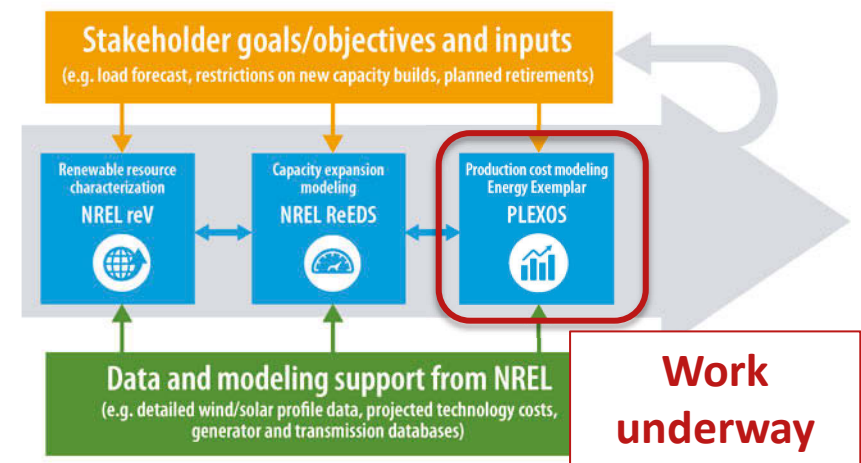 Stakeholder goals/objectives and inputs
(e.g. load forecast, restrictions on new capacity builds, planned retirements)
Renewable resource
characterization
NREL reV
Capacity expansion
modeling
NREL ReEDS
Production cost modeling
Energy Exemplar
PLEXOS
Data and modeling support from NREL
(e.g. detailed wind/solar profile data, projected technology costs,
generator and transmission databases)
Work
underway